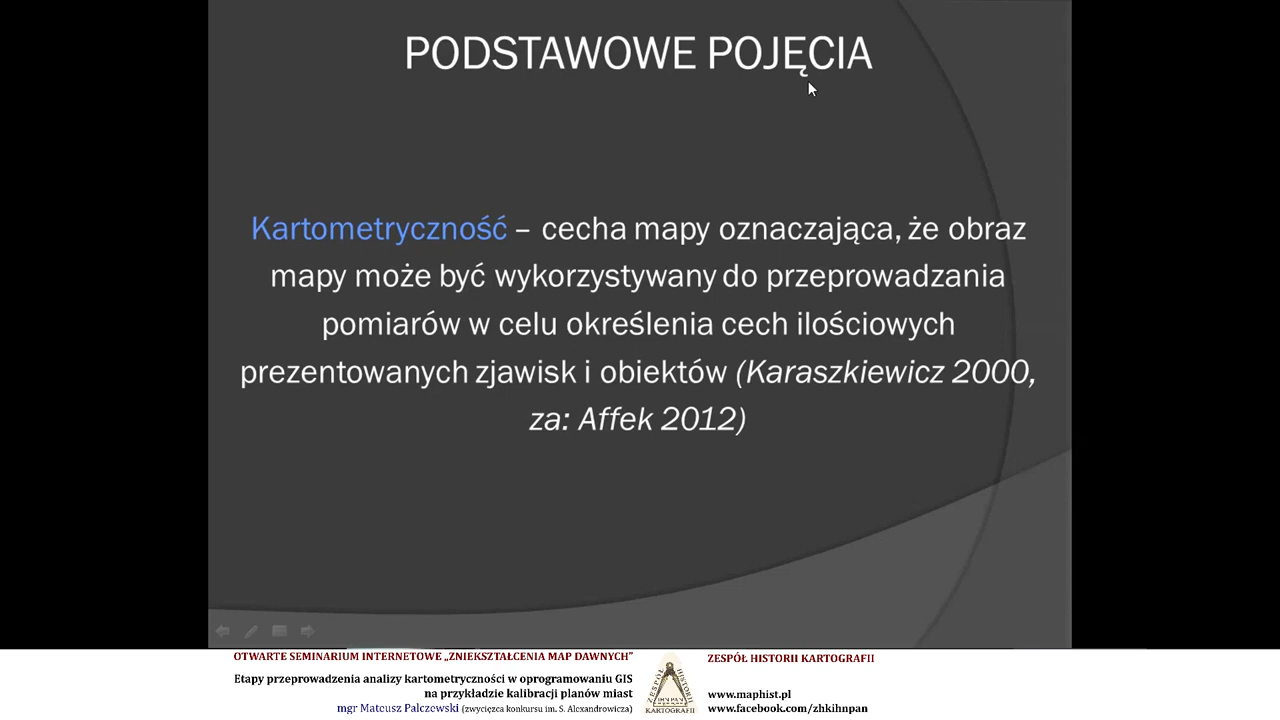 PODSTAWOWE POJĘCIA
Kartometryczność – cecha mapy oznaczająca, że obraz
mapy może być wykorzystywany do przeprowadzania
pomiarów w celu określenia cech ilościowych
prezentowanych zjawisk i obiektów (Karaszkiewicz 2000,
za: Affek 2012)
OTWARTE SEMINARIUM INTERNETOWE „ZNIEKSZTAŁCENIA MAP DAWNYCH”
Etapy przeprowadzenia analizy kartometryczności w oprogramowaniu GIS
na przykładzie kalibracji planów miast
mgr Mateusz Palczewski (zwycięzca konkursu im. S. Alexandrowicza)
ZESPÓŁ HISTORII
KARTOGRAFII
ZESPÓŁ HISTORII KARTOGRAFII
www.maphist.pl
www.facebook.com/zhkihnpan